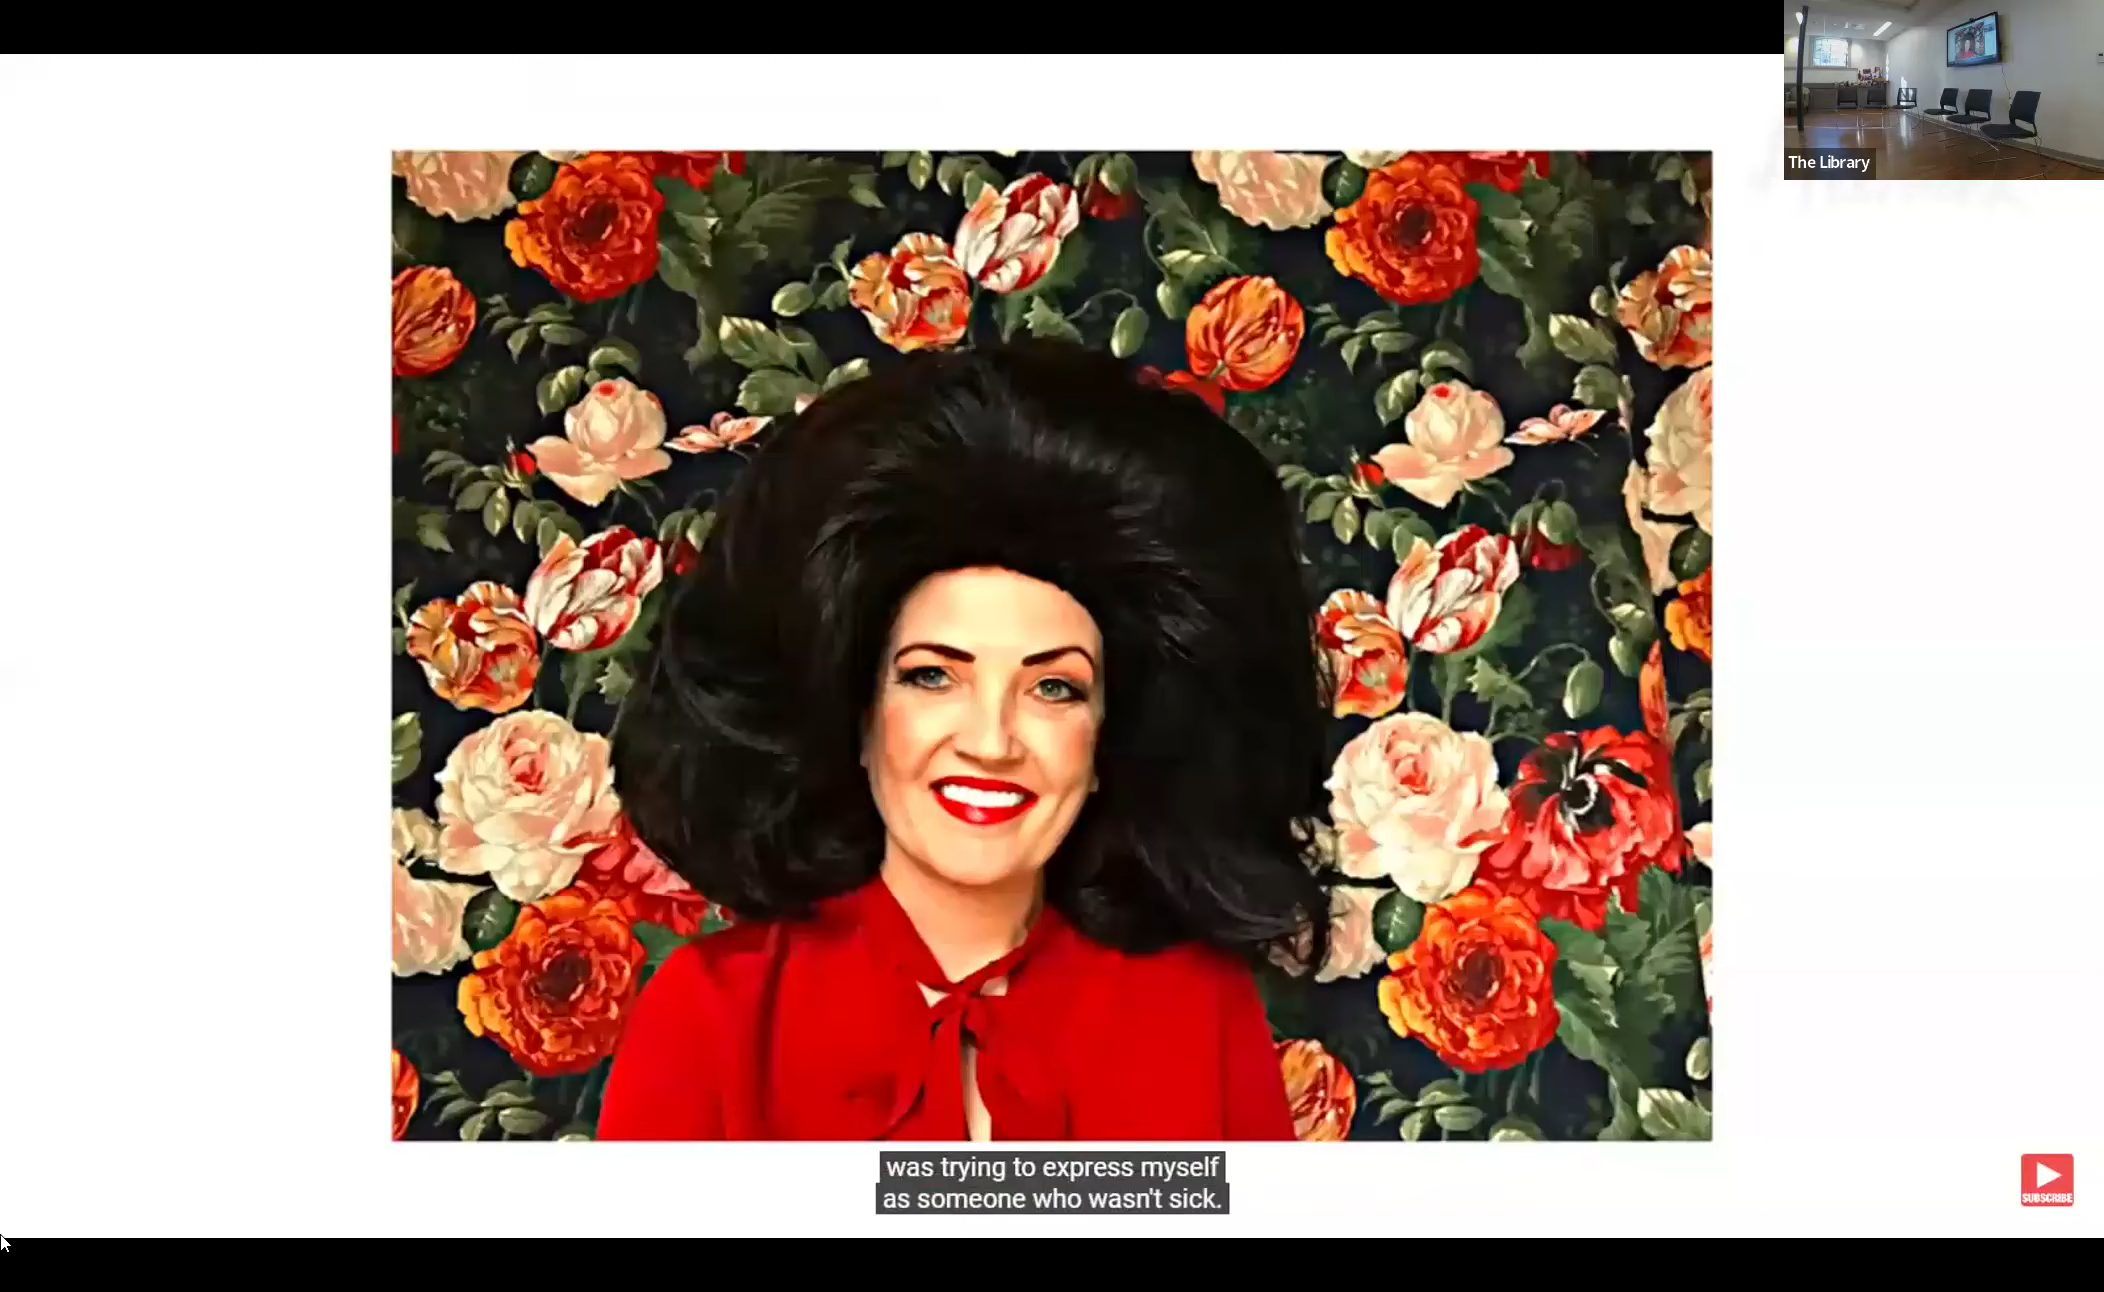 The Library
was trying to express myself
as someone who wasn't sick.
SUBSCRIBE